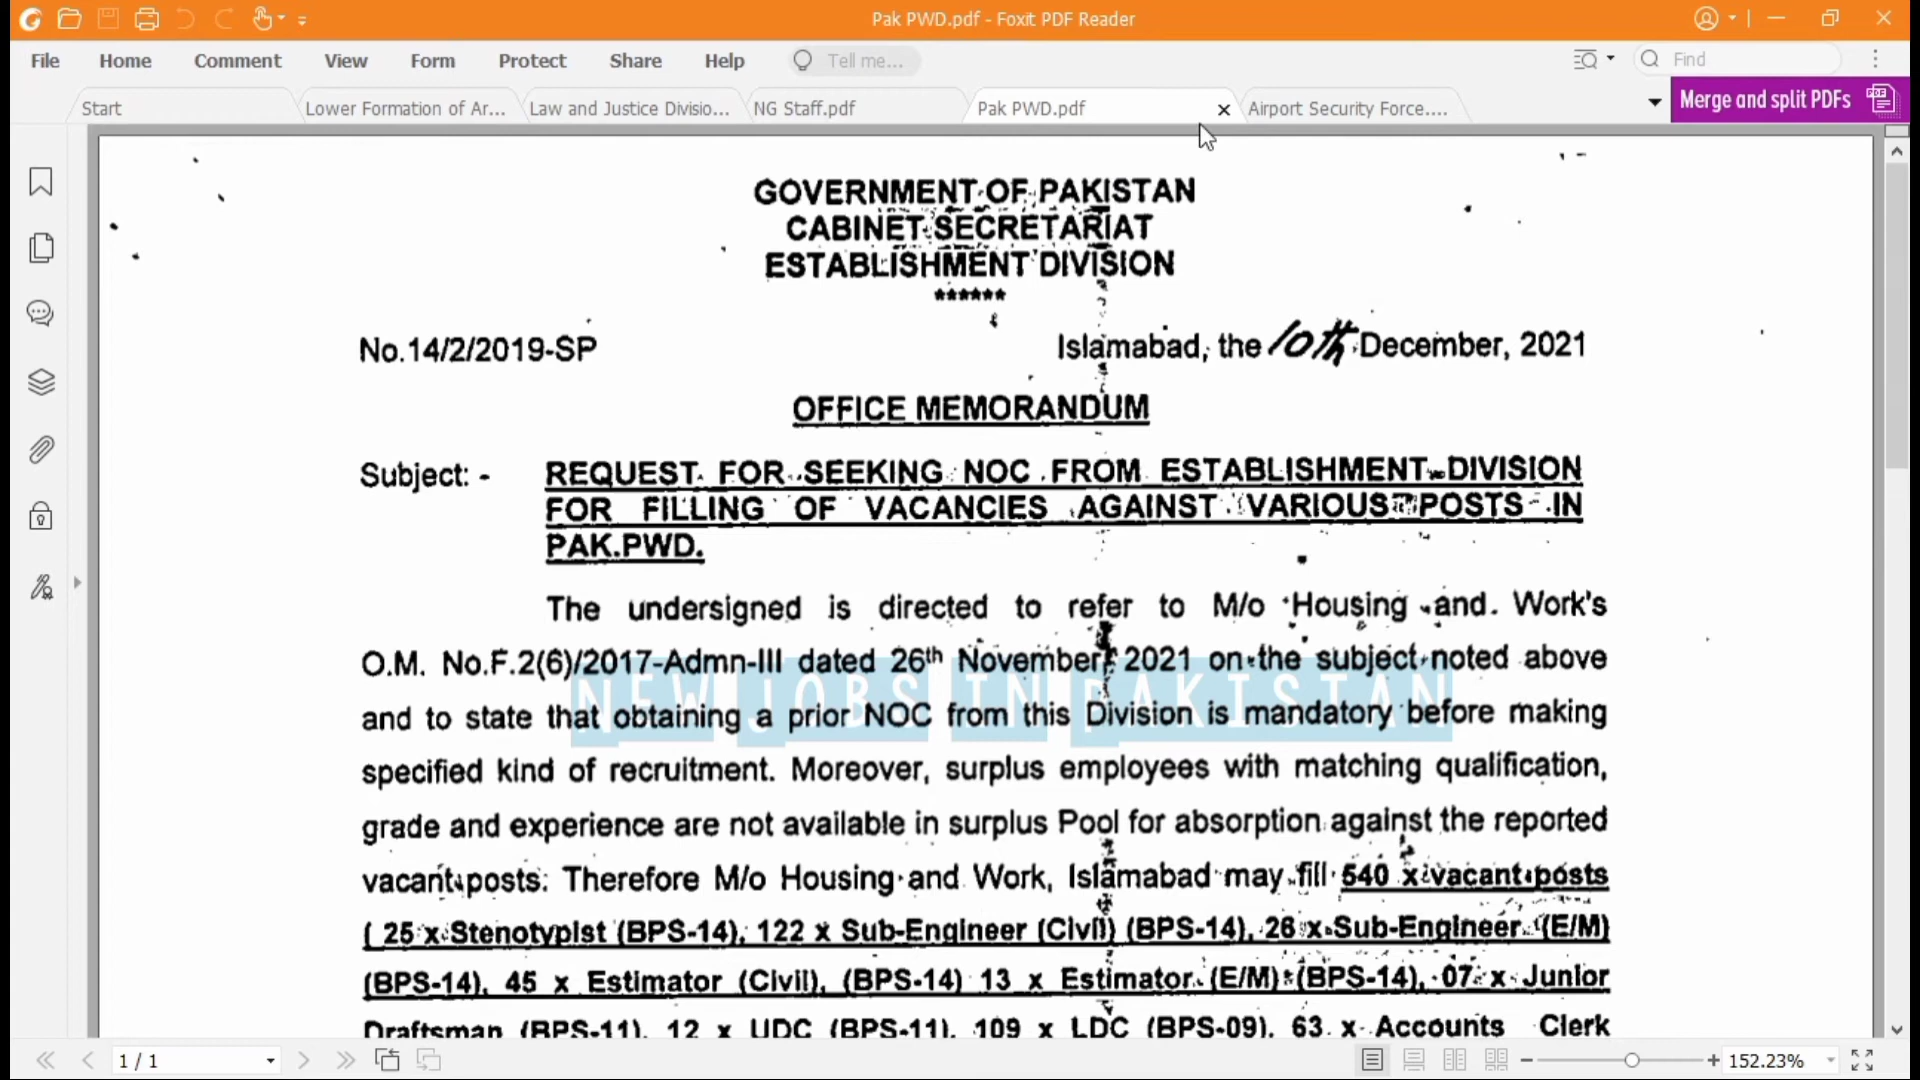 Pak PWD.pdf - Foxit PDF Reader
File Home Comment View Form Protect Share Help Tell me... Find
Start Lower Formation of Ar... Law and Justice Divisio... NG Staff.pdf Pak PWD.pdf Airport Security Force.... Merge and split PDFs
GOVERNMENT OF PAKISTAN
CABINET SECRETARIAT
ESTABLISHMENT DIVISION
******
No.14/2/2019-SP Islamabad, the 10th December, 2021
OFFICE MEMORANDUM
Subject: - REQUEST FOR SEEKING NOC FROM ESTABLISHMENT DIVISION
FOR FILLING OF VACANCIES AGAINST VARIOUS POSTS IN
PAK.PWD.
The undersigned is directed to refer to M/o Housing and Work's
O.M. No.F.2(6)/2017-Admn-III dated 26th November, 2021 on the subject noted above
NEW JOBS IN PAKISTAN
and to state that obtaining a prior NOC from this Division is mandatory before making
specified kind of recruitment. Moreover, surplus employees with matching qualification,
grade and experience are not available in surplus Pool for absorption against the reported
vacant posts. Therefore M/o Housing and Work, Islamabad may fill 540 x vacant posts
( 25 x Stenotypist (BPS-14), 122 x Sub-Engineer (Civil) (BPS-14), 26 x Sub-Engineer (E/M)
(BPS-14), 45 x Estimator (Civil), (BPS-14) 13 x Estimator (E/M) (BPS-14), 07 x Junior
Draftsman (BPS-11), 12 x UDC (BPS-11), 109 x LDC (BPS-09), 63 x Accounts Clerk
1 / 1 152.23%